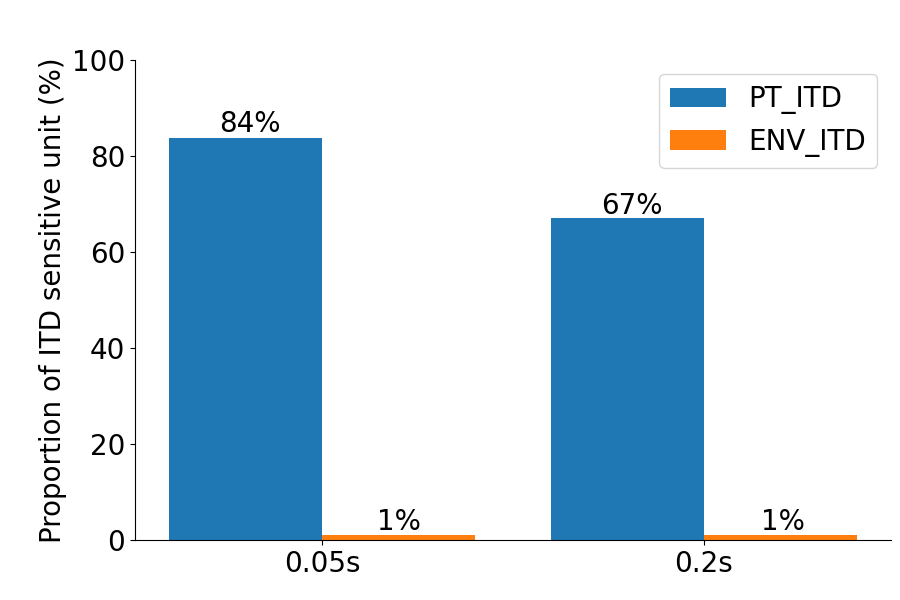 Proportion of ITD sensitive unit (%)
100
80
60
40
20
0
84%
1%
67%
1%
0.05s
0.2s
PT_ITD
ENV_ITD